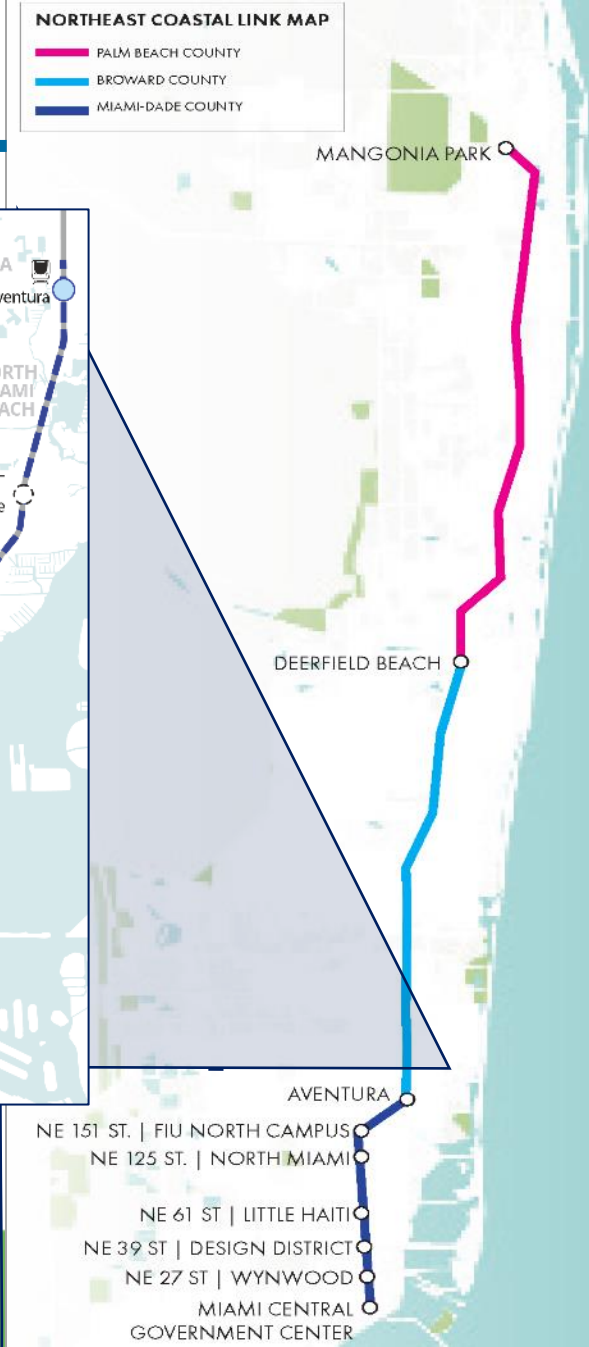 NORTHEAST COASTAL LINK MAP
PALM BEACH COUNTY
BROWARD COUNTY
MIAMI-DADE COUNTY
MANGONIA PARK
DEERFIELD BEACH
AVENTURA
NE 151 ST. | FIU NORTH CAMPUS
NE 125 ST. | NORTH MIAMI
NE 61 ST | LITTLE HAITI
NE 39 ST | DESIGN DISTRICT
NE 27 ST | WYNWOOD
MIAMI CENTRAL
GOVERNMENT CENTER